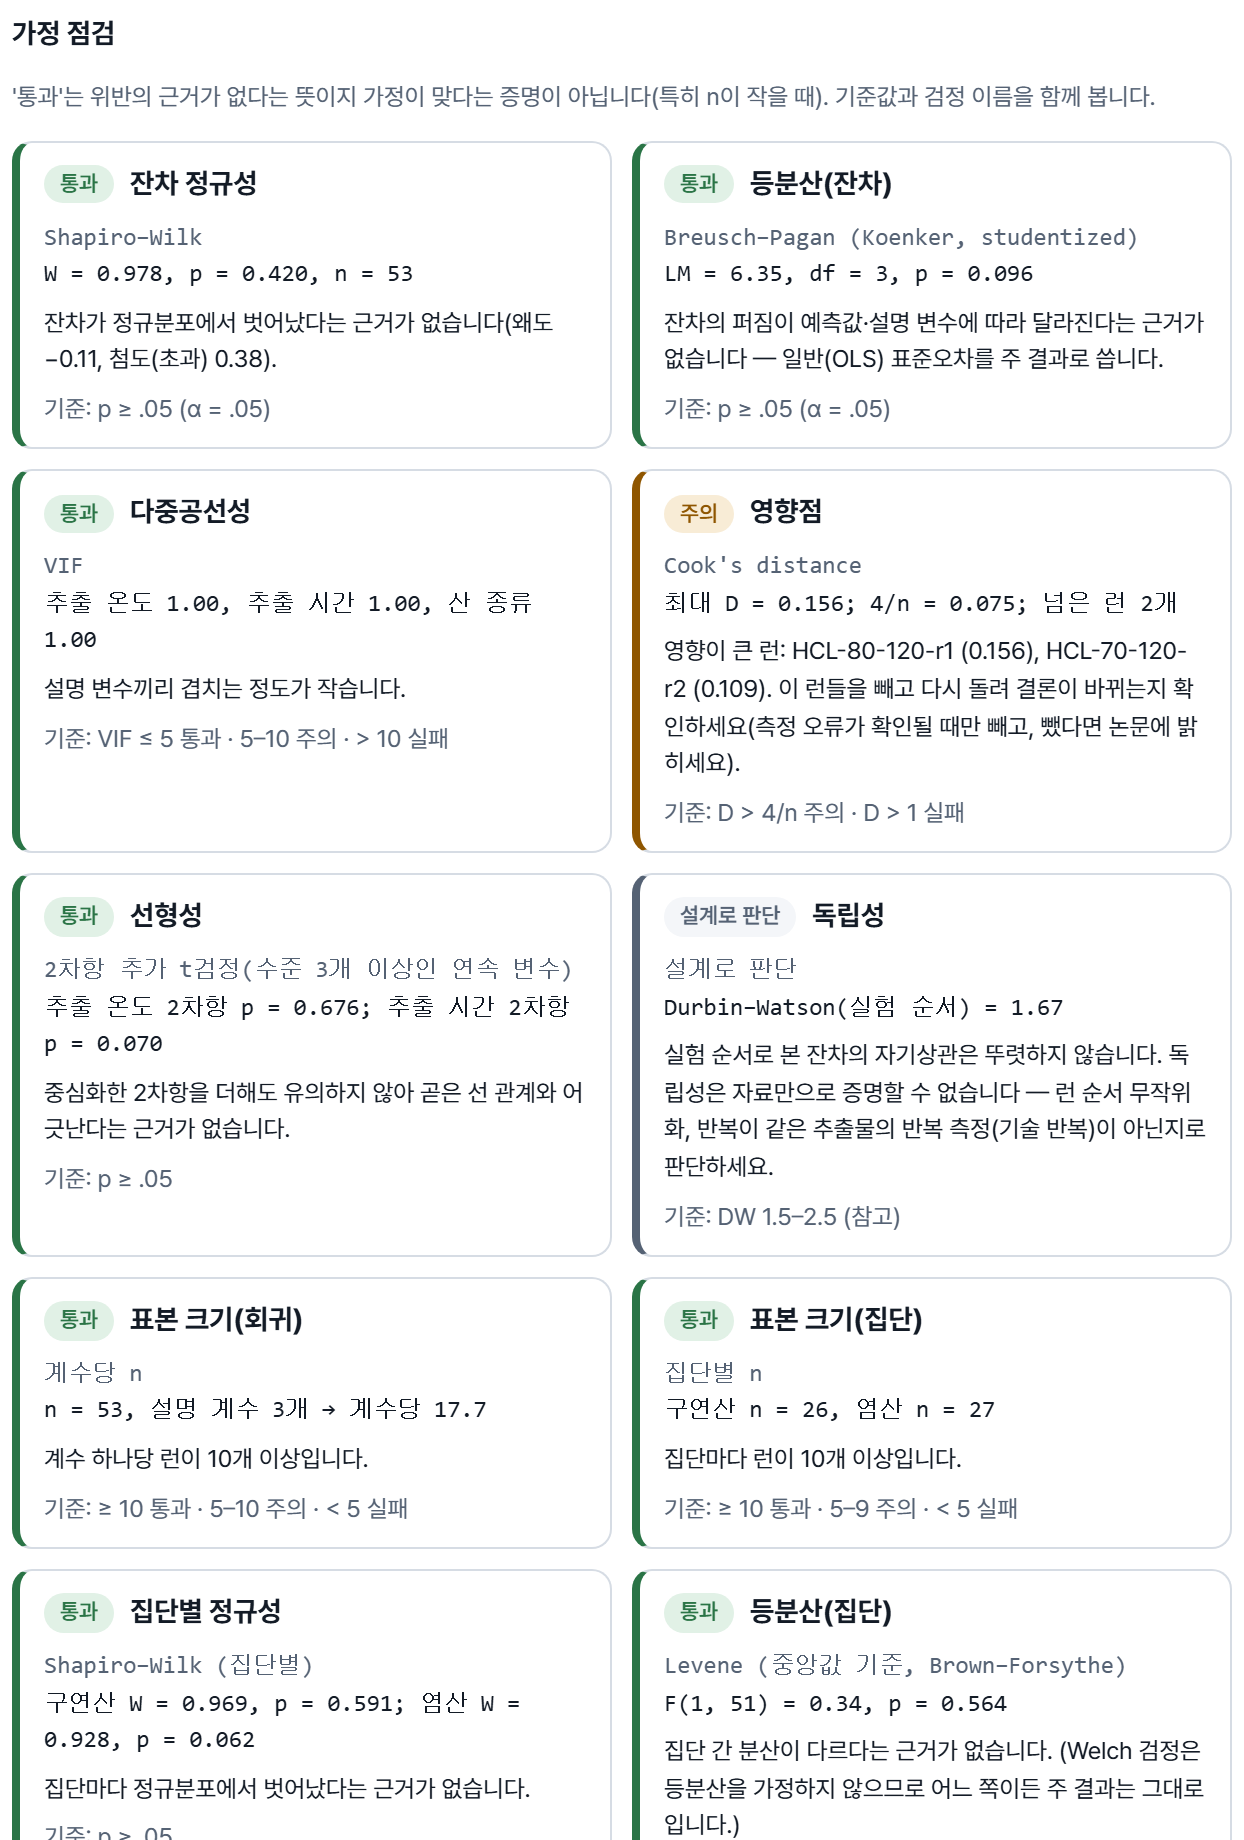 가정 점검
'통과'는 위반의 근거가 없다는 뜻이지 가정이 맞다는 증명이 아닙니다(특히 n이 작을 때). 기준값과 검정 이름을 함께 봅니다.
통과 잔차 정규성
Shapiro–Wilk
W = 0.978, p = 0.420, n = 53
잔차가 정규분포에서 벗어났다는 근거가 없습니다(왜도
−0.11, 첨도(초과) 0.38).
기준: p ≥ .05 (α = .05)
통과 등분산(잔차)
Breusch–Pagan (Koenker, studentized)
LM = 6.35, df = 3, p = 0.096
잔차의 퍼짐이 예측값·설명 변수에 따라 달라진다는 근거가
없습니다 — 일반(OLS) 표준오차를 주 결과로 씁니다.
기준: p ≥ .05 (α = .05)
통과 다중공선성
VIF
추출 온도 1.00, 추출 시간 1.00, 산 종류
1.00
설명 변수끼리 겹치는 정도가 작습니다.
기준: VIF ≤ 5 통과 · 5–10 주의 · > 10 실패
주의 영향점
Cook's distance
최대 D = 0.156; 4/n = 0.075; 넘은 런 2개
영향이 큰 런: HCL-80-120-r1 (0.156), HCL-70-120-
r2 (0.109). 이 런들을 빼고 다시 돌려 결론이 바뀌는지 확
인하세요(측정 오류가 확인될 때만 빼고, 뺐다면 논문에 밝
히세요).
기준: D > 4/n 주의 · D > 1 실패
통과 선형성
2차항 추가 t검정(수준 3개 이상인 연속 변수)
추출 온도 2차항 p = 0.676; 추출 시간 2차항
p = 0.070
중심화한 2차항을 더해도 유의하지 않아 곧은 선 관계와 어
긋난다는 근거가 없습니다.
기준: p ≥ .05
설계로 판단 독립성
설계로 판단
Durbin–Watson(실험 순서) = 1.67
실험 순서로 본 잔차의 자기상관은 뚜렷하지 않습니다. 독
립성은 자료만으로 증명할 수 없습니다 — 런 순서 무작위
화, 반복이 같은 추출물의 반복 측정(기술 반복)이 아닌지로
판단하세요.
기준: DW 1.5–2.5 (참고)
통과 표본 크기(회귀)
계수당 n
n = 53, 설명 계수 3개 → 계수당 17.7
계수 하나당 런이 10개 이상입니다.
기준: ≥ 10 통과 · 5–10 주의 · < 5 실패
통과 표본 크기(집단)
집단별 n
구연산 n = 26, 염산 n = 27
집단마다 런이 10개 이상입니다.
기준: ≥ 10 통과 · 5–9 주의 · < 5 실패
통과 집단별 정규성
Shapiro–Wilk (집단별)
구연산 W = 0.969, p = 0.591; 염산 W =
0.928, p = 0.062
집단마다 정규분포에서 벗어났다는 근거가 없습니다.
기준: p ≥ .05
통과 등분산(집단)
Levene (중앙값 기준, Brown–Forsythe)
F(1, 51) = 0.34, p = 0.564
집단 간 분산이 다르다는 근거가 없습니다. (Welch 검정은
등분산을 가정하지 않으므로 어느 쪽이든 주 결과는 그대로
입니다.)